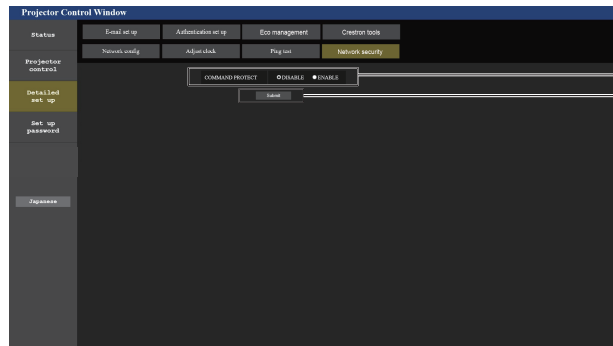 Projector Control Window
Status
E-mail set up
Authentication set up
Eco management
Crestron tools
Network config
Adjust clock
Ping test
Network security
Projector
control
COMMAND PROTECT DISABLE ENABLE
Detailed
set up
Submit
Set up
password
Japanese